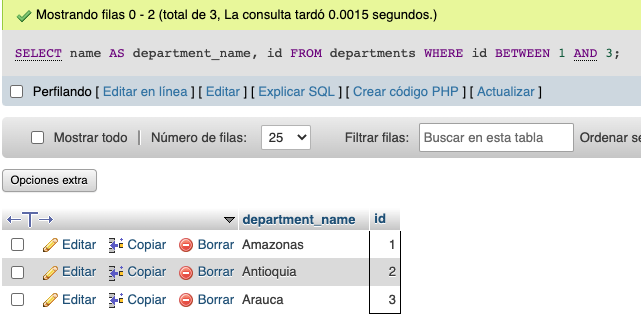 Mostrando filas 0 - 2 (total de 3, La consulta tardó 0.0015 segundos.)
SELECT name AS department_name, id FROM departments WHERE id BETWEEN 1 AND 3;
Perfilando [ Editar en línea ] [ Editar ] [ Explicar SQL ] [ Crear código PHP ] [ Actualizar ]
Mostrar todo | Número de filas: 25 Filtrar filas: Buscar en esta tabla Ordenar se
Opciones extra
←T→ department_name id
Editar Copiar Borrar Amazonas 1
Editar Copiar Borrar Antioquia 2
Editar Copiar Borrar Arauca 3